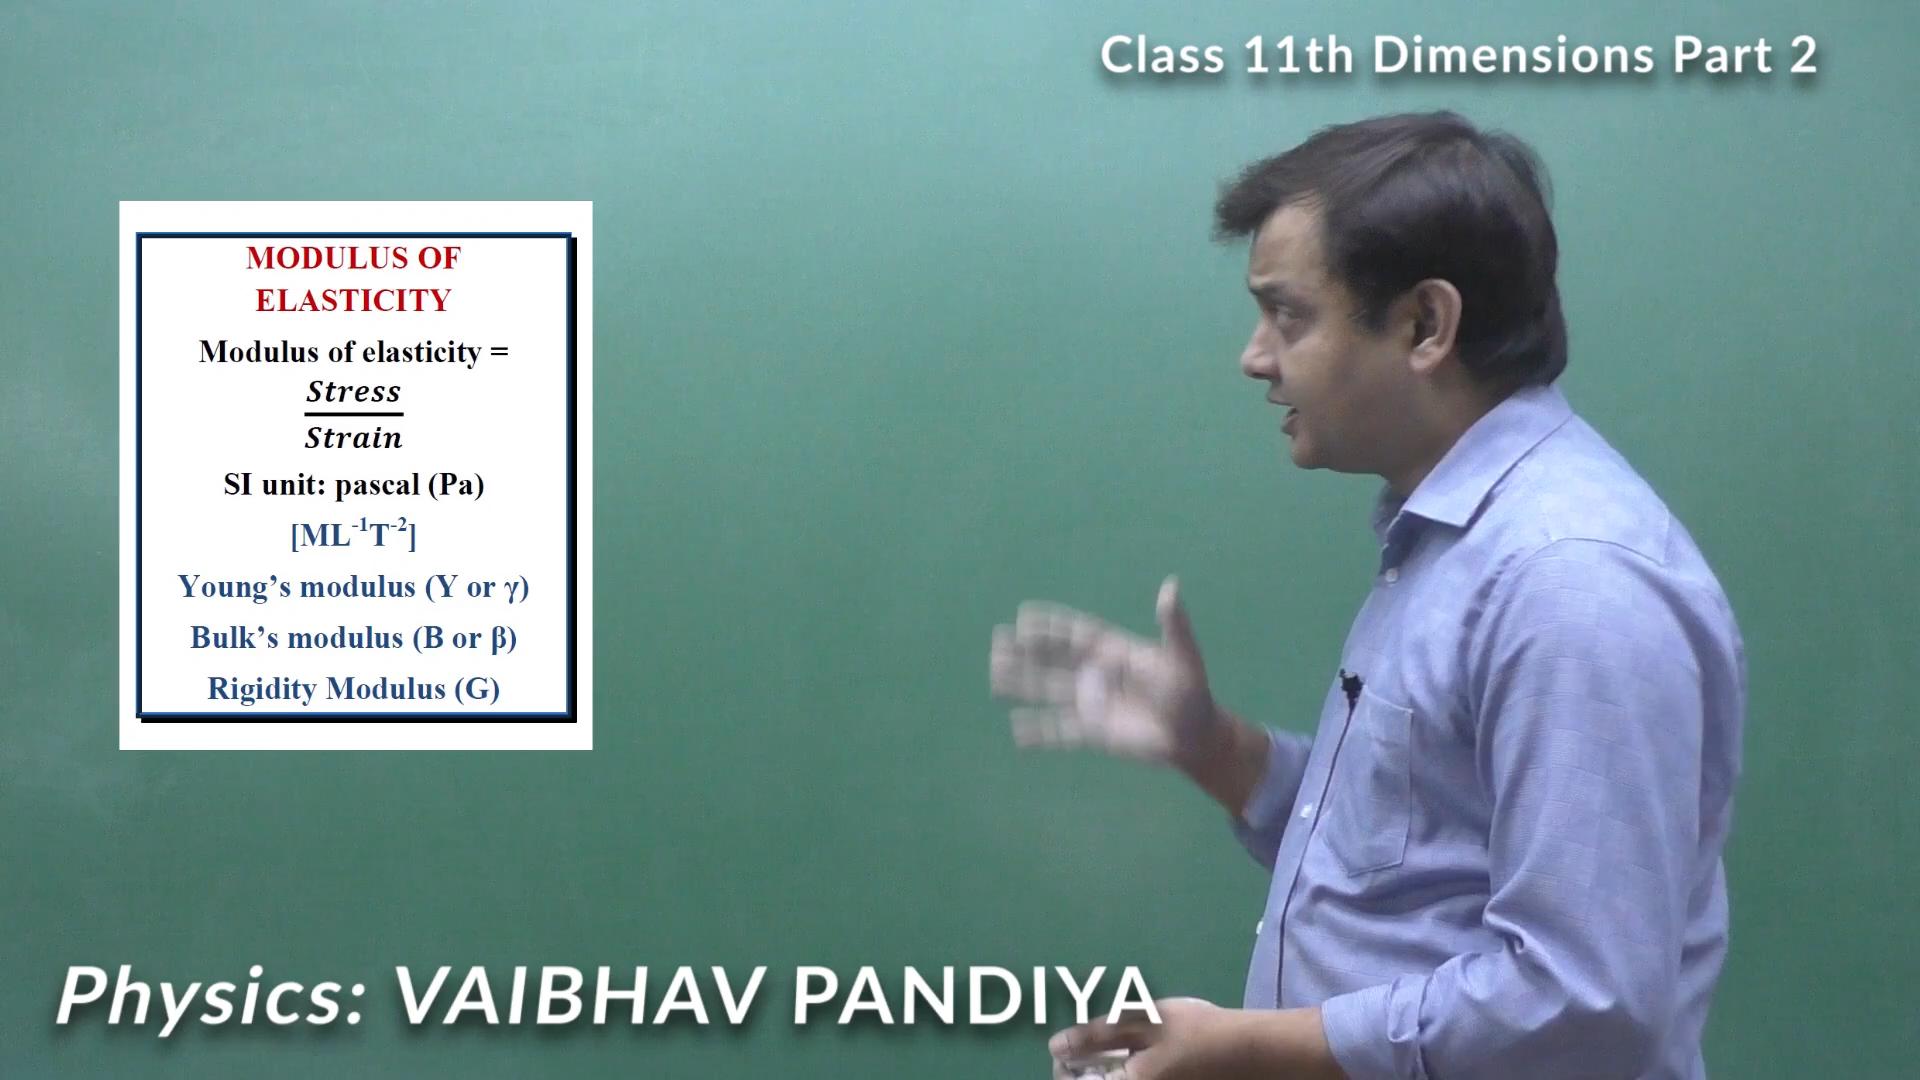 Class 11th Dimensions Part 2
MODULUS OF
ELASTICITY
Modulus of elasticity =
Stress
Strain
SI unit: pascal (Pa)
[ML⁻¹T⁻²]
Young’s modulus (Y or γ)
Bulk’s modulus (B or β)
Rigidity Modulus (G)
Physics: VAIBHAV PANDIYA